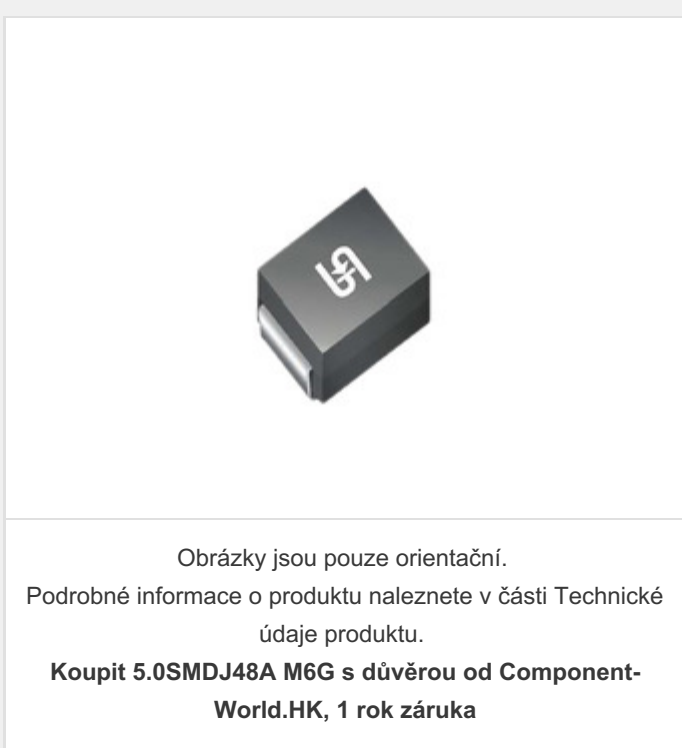 Obrázky jsou pouze orientační.
Podrobné informace o produktu naleznete v části Technické
údaje produktu.
Koupit 5.0SMDJ48A M6G s důvěrou od Component-
World.HK, 1 rok záruka